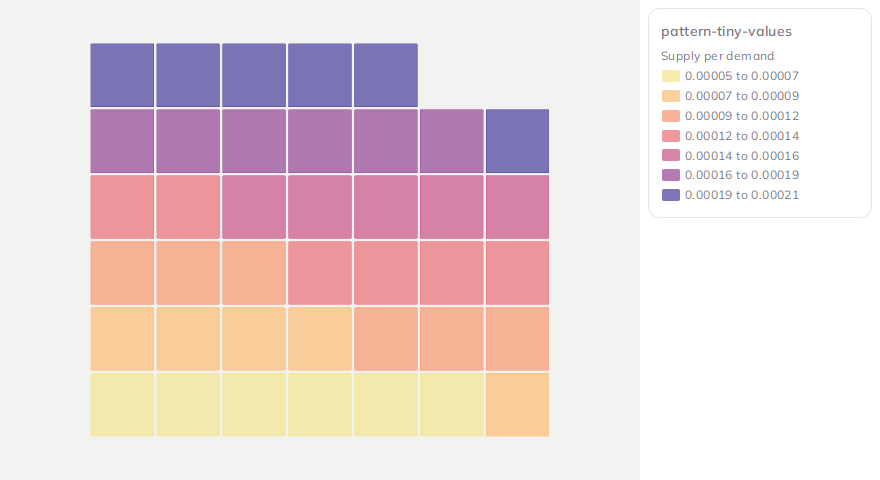 pattern-tiny-values
Supply per demand
0.00005 to 0.00007
0.00007 to 0.00009
0.00009 to 0.00012
0.00012 to 0.00014
0.00014 to 0.00016
0.00016 to 0.00019
0.00019 to 0.00021